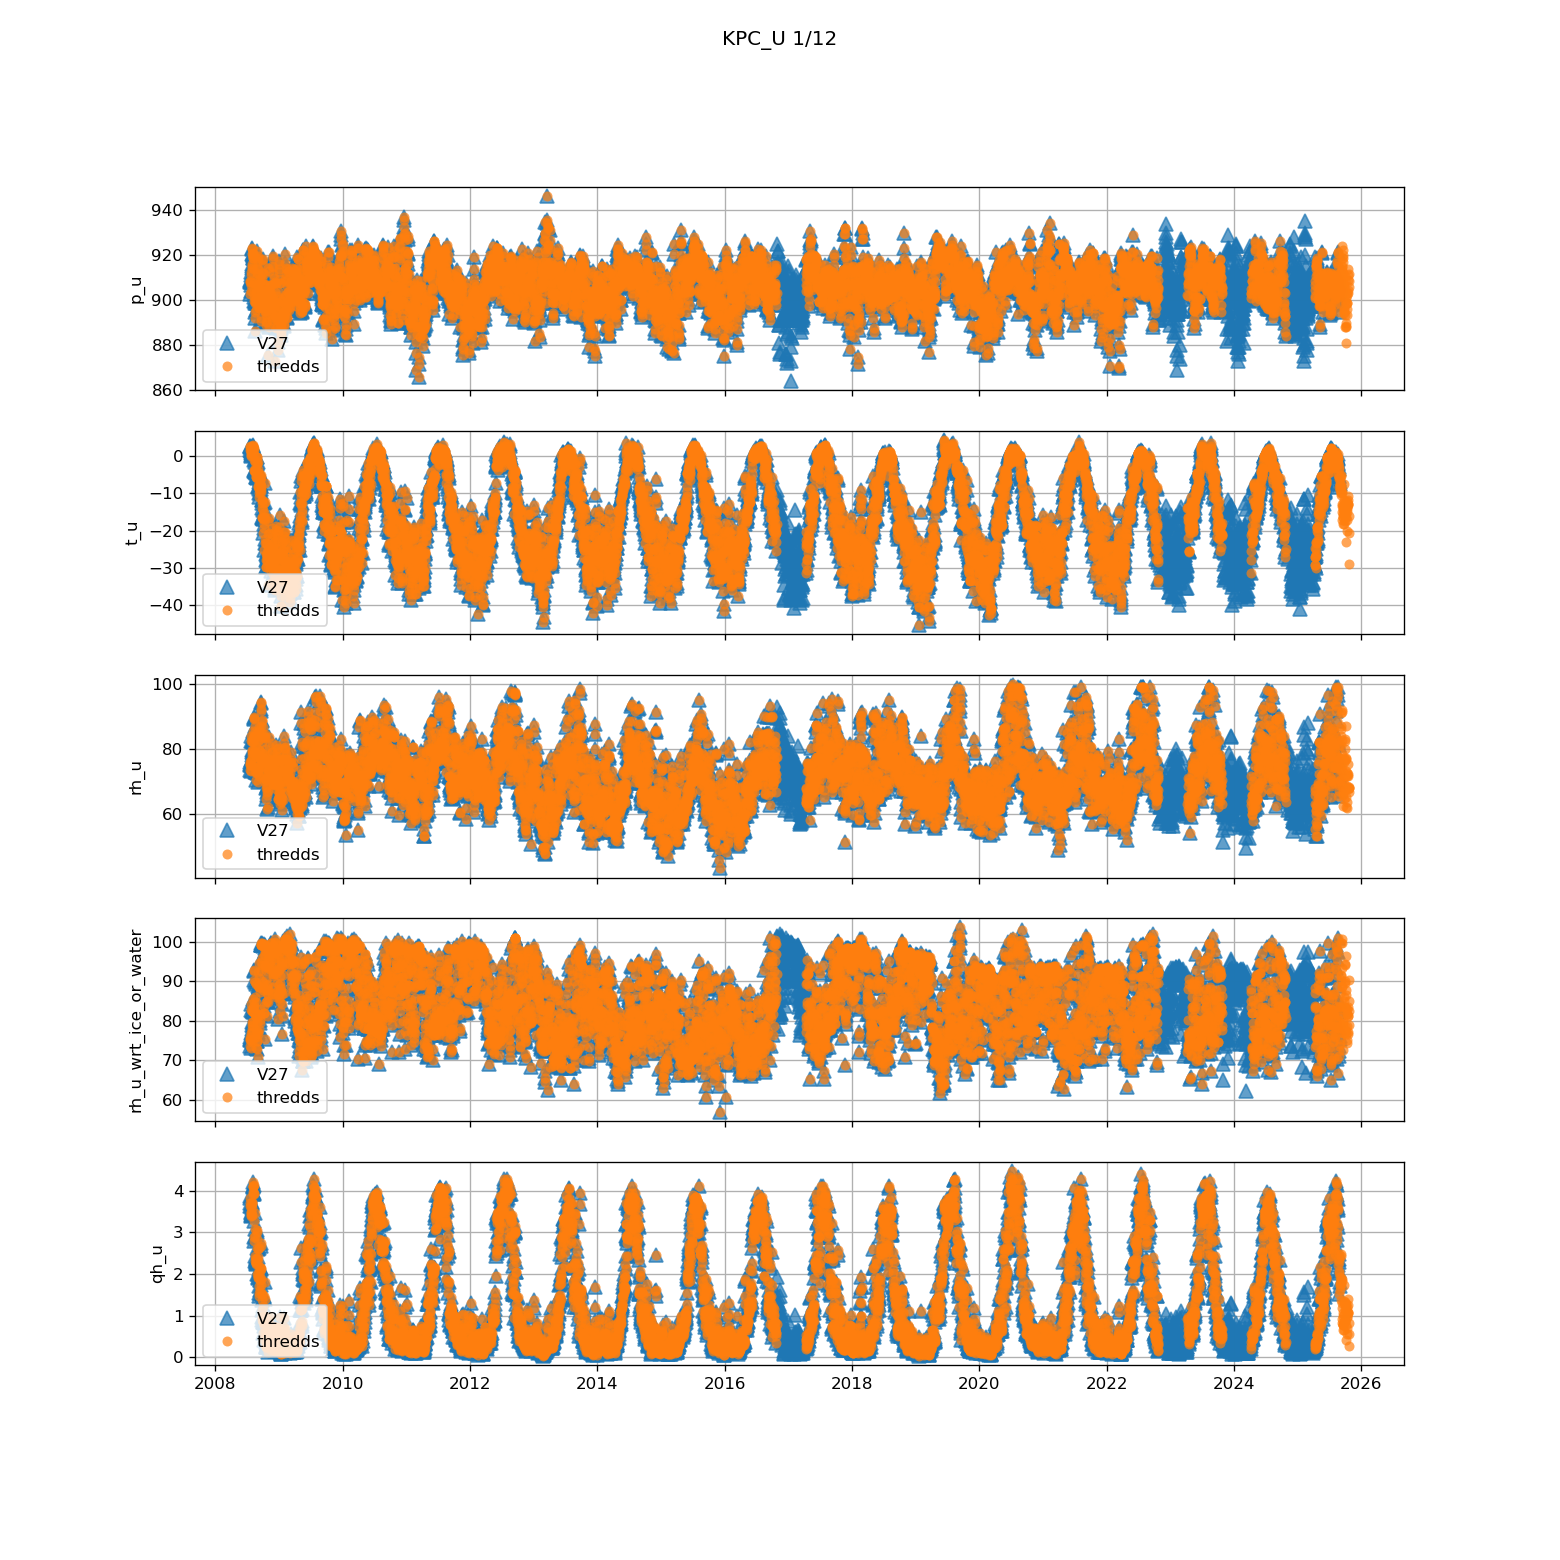 KPC_U 1/12
940
920
900
880
860
p_u
V27
thredds
0
−10
−20
−30
−40
t_u
V27
thredds
100
80
60
rh_u
V27
thredds
100
90
80
70
60
rh_u_wrt_ice_or_water
V27
thredds
4
3
2
1
0
qh_u
V27
thredds
2008 2010 2012 2014 2016 2018 2020 2022 2024 2026